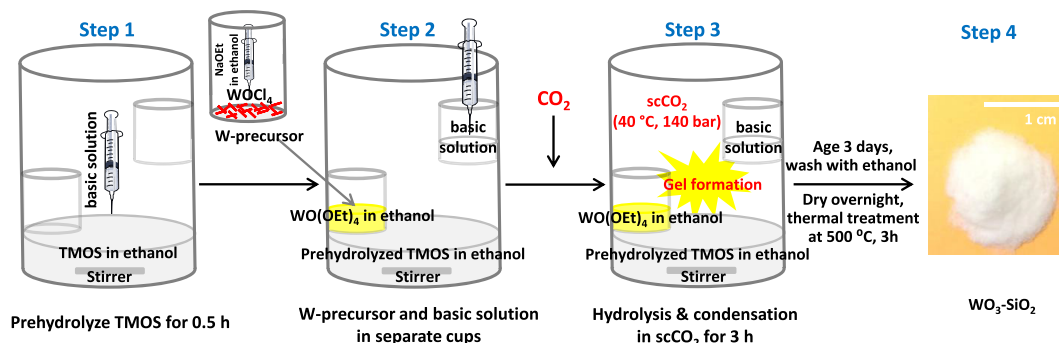 Step 1
basic solution
TMOS in ethanol
Stirrer
Prehydrolyze TMOS for 0.5 h
NaOEt
in ethanol
WOCl₄
W-precursor
Step 2
basic
solution
WO(OEt)₄ in ethanol
Prehydrolyzed TMOS in ethanol
Stirrer
W-precursor and basic solution
in separate cups
CO₂
Step 3
scCO₂
(40 °C, 140 bar)
basic
solution
Gel formation
WO(OEt)₄ in ethanol
Prehydrolyzed TMOS in ethanol
Stirrer
Hydrolysis & condensation
in scCO₂ for 3 h
Age 3 days,
wash with ethanol
Dry overnight,
thermal treatment
at 500 ⁰C, 3h
Step 4
1 cm
WO₃-SiO₂